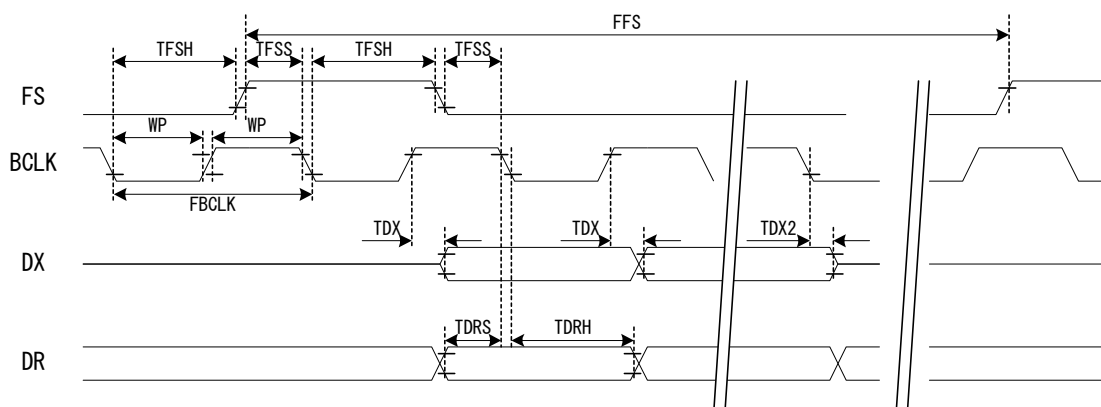 FFS
TFSH TFSS TFSH TFSS
FS
WP WP
BCLK
FBCLK
TDX TDX TDX2
DX
TDRS TDRH
DR